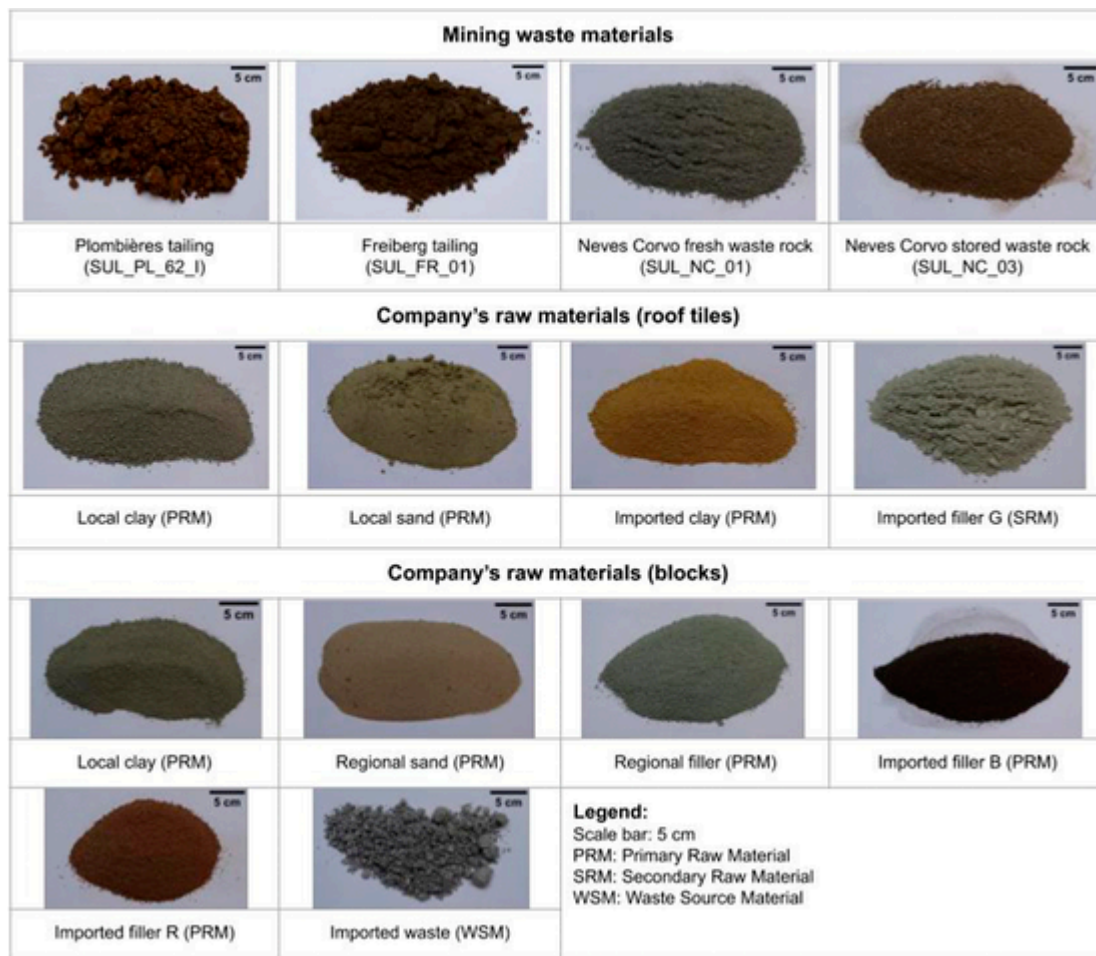 Mining waste materials
5 cm
5 cm
5 cm
5 cm
Plombières tailing
(SUL_PL_62_I)
Freiberg tailing
(SUL_FR_01)
Neves Corvo fresh waste rock
(SUL_NC_01)
Neves Corvo stored waste rock
(SUL_NC_03)
Company's raw materials (roof tiles)
5 cm
5 cm
5 cm
5 cm
Local clay (PRM)
Local sand (PRM)
Imported clay (PRM)
Imported filler G (SRM)
Company's raw materials (blocks)
5 cm
5 cm
5 cm
5 cm
Local clay (PRM)
Regional sand (PRM)
Regional filler (PRM)
Imported filler B (PRM)
5 cm
5 cm
Imported filler R (PRM)
Imported waste (WSM)
Legend:
Scale bar: 5 cm
PRM: Primary Raw Material
SRM: Secondary Raw Material
WSM: Waste Source Material